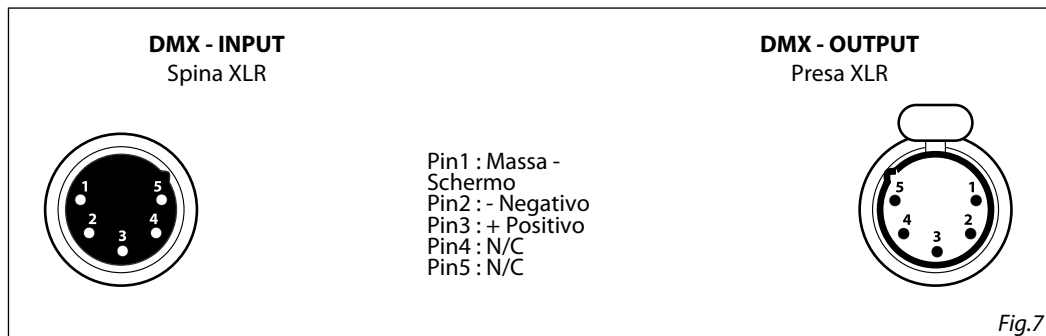 DMX - INPUT
Spina XLR
DMX - OUTPUT
Presa XLR
1
5
2
4
3
Pin1 : Massa -
Schermo
Pin2 : - Negativo
Pin3 : + Positivo
Pin4 : N/C
Pin5 : N/C
5
1
4
2
3
Fig.7